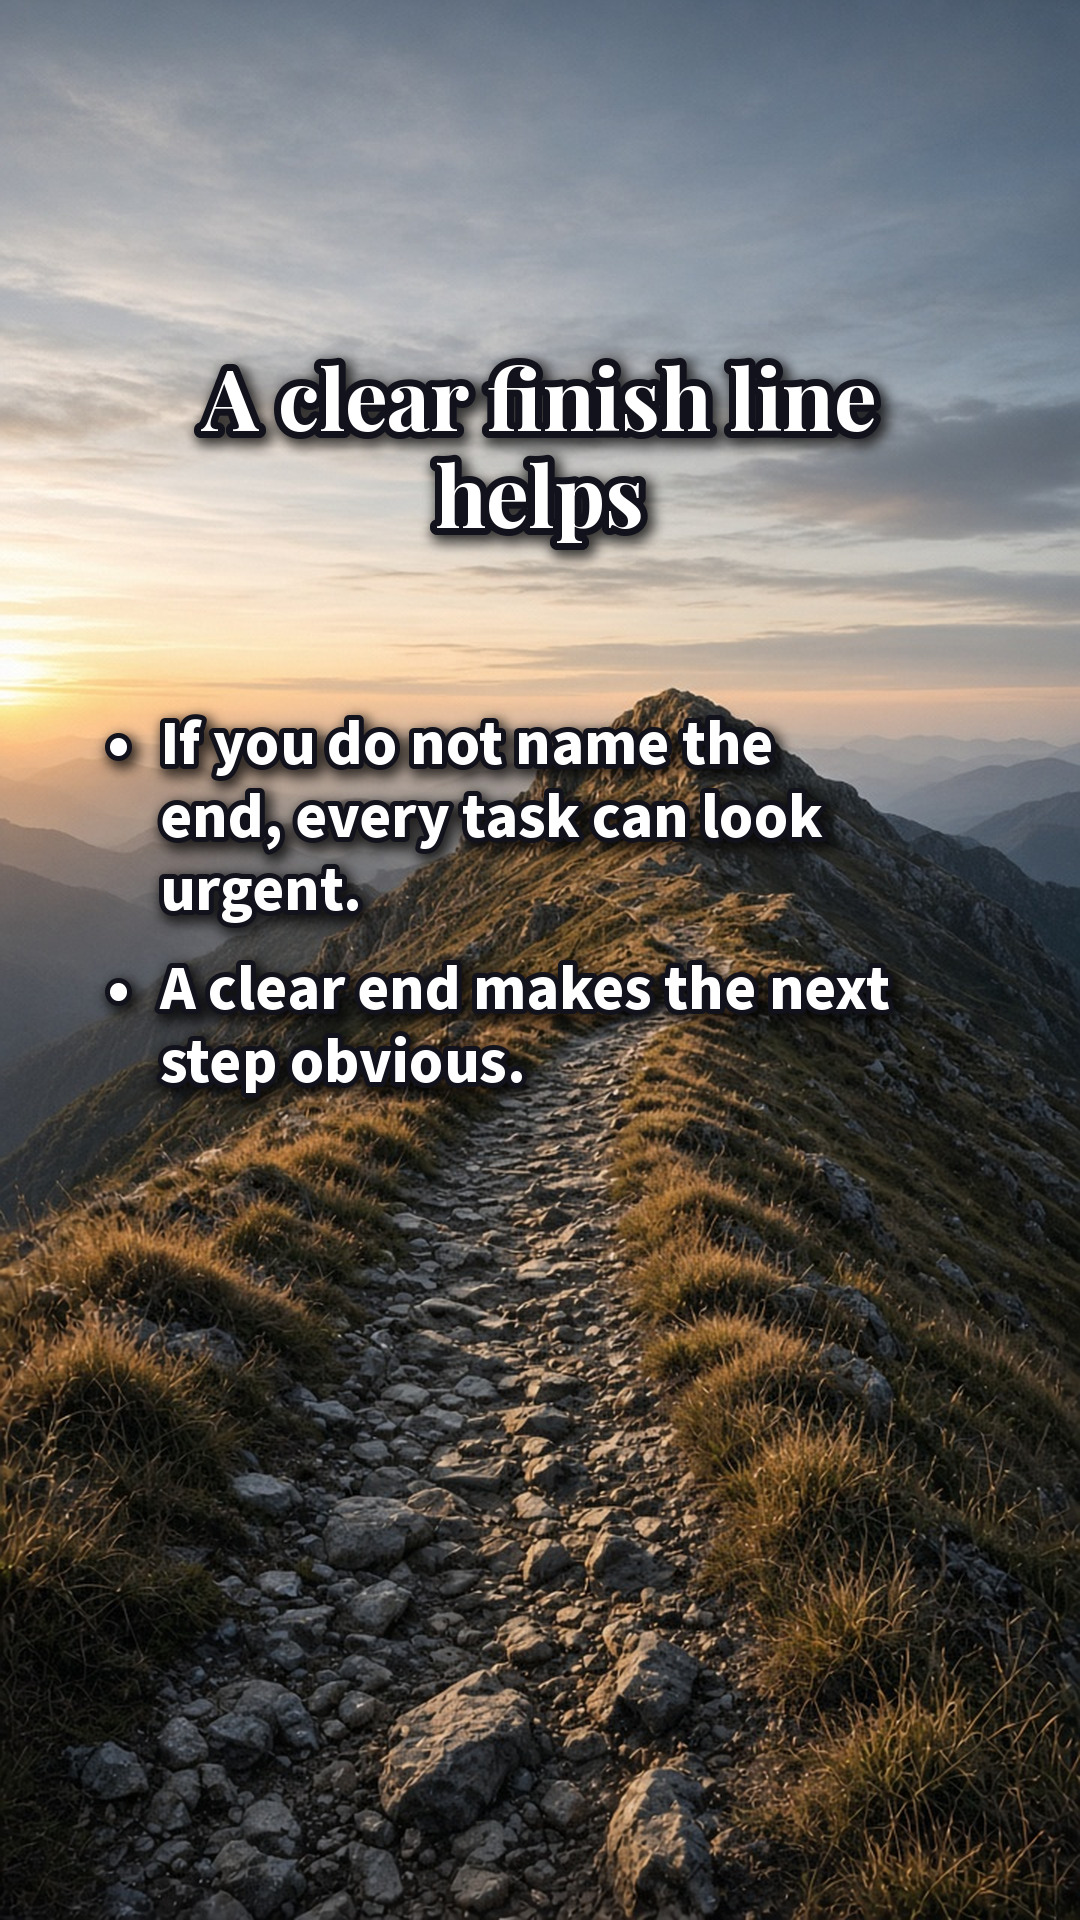 A clear finish line
helps
• If you do not name the
end, every task can look
urgent.
• A clear end makes the next
step obvious.